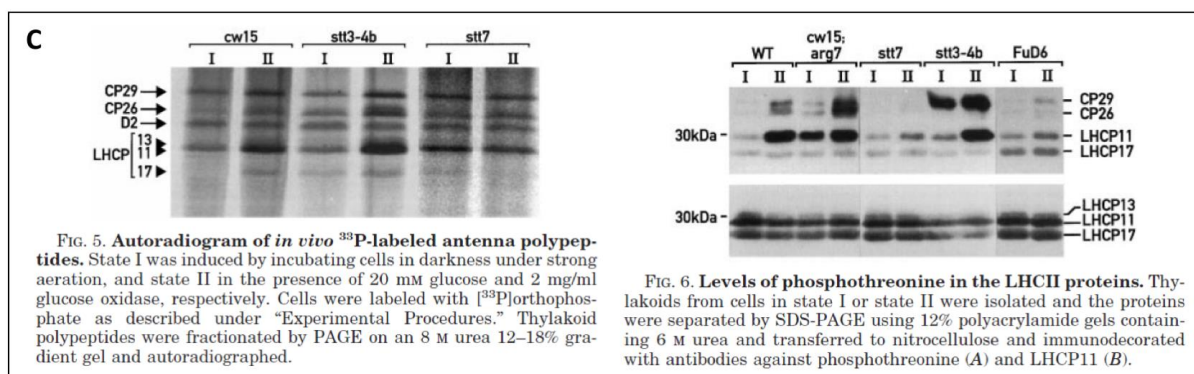 C
cw15 stt3-4b stt7
I II I II I II
CP29
CP26
D2
13
LHCP 11
17
FIG. 5. Autoradiogram of in vivo ³³P-labeled antenna polypep-
tides. State I was induced by incubating cells in darkness under strong
aeration, and state II in the presence of 20 mM glucose and 2 mg/ml
glucose oxidase, respectively. Cells were labeled with [³³P]orthophos-
phate as described under “Experimental Procedures.” Thylakoid
polypeptides were fractionated by PAGE on an 8 M urea 12–18% gra-
dient gel and autoradiographed.
WT cw15; arg7 stt7 stt3-4b FuD6
I II I II I II I II I II
CP29
CP26
30kDa LHCP11
LHCP17
LHCP13
30kDa LHCP11
LHCP17
FIG. 6. Levels of phosphothreonine in the LHCII proteins. Thy-
lakoids from cells in state I or state II were isolated and the proteins
were separated by SDS-PAGE using 12% polyacrylamide gels contain-
ing 6 M urea and transferred to nitrocellulose and immunodecorated
with antibodies against phosphothreonine (A) and LHCP11 (B).